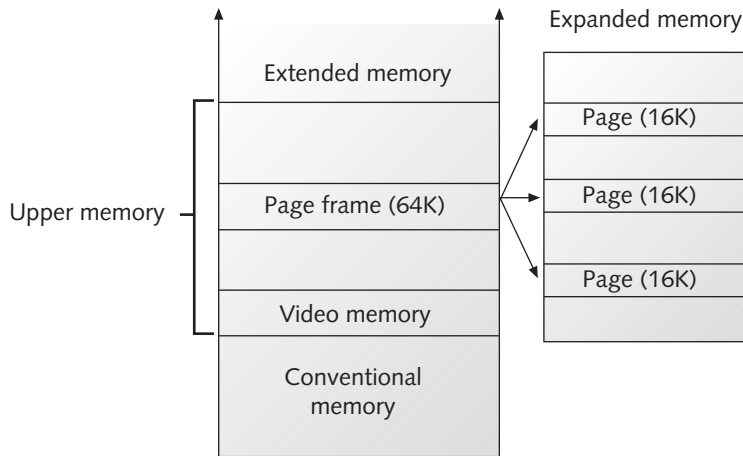 Expanded memory
Extended memory
Page (16K)
Upper memory
Page frame (64K)
Page (16K)
Page (16K)
Video memory
Conventional
memory